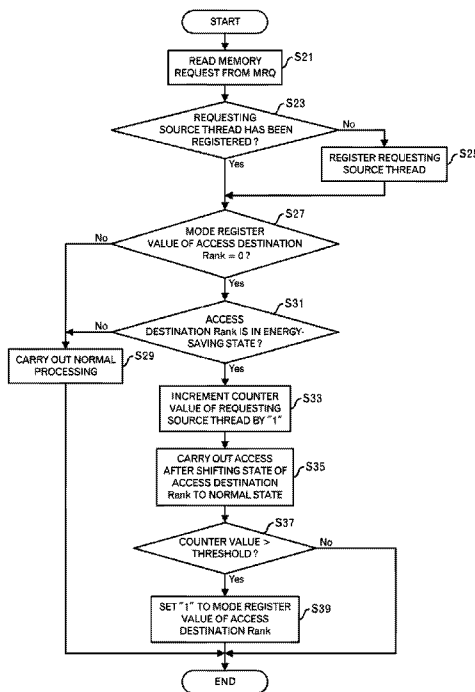 START
READ MEMORY
REQUEST FROM MRQ
S21
REQUESTING
SOURCE THREAD HAS BEEN
REGISTERED ?
S23
No
Yes
REGISTER REQUESTING
SOURCE THREAD
MODE REGISTER
VALUE OF ACCESS DESTINATION
Rank = 0 ?
S27
No
Yes
ACCESS
DESTINATION Rank IS IN ENERGY-
SAVING STATE ?
S31
No
Yes
CARRY OUT NORMAL
PROCESSING
S29
INCREMENT COUNTER
VALUE OF REQUESTING
SOURCE THREAD BY "1"
S33
CARRY OUT ACCESS
AFTER SHIFTING STATE OF
ACCESS DESTINATION
Rank TO NORMAL STATE
S35
COUNTER VALUE >
THRESHOLD ?
S37
No
Yes
SET "1" TO MODE REGISTER
VALUE OF ACCESS
DESTINATION Rank
S39
END